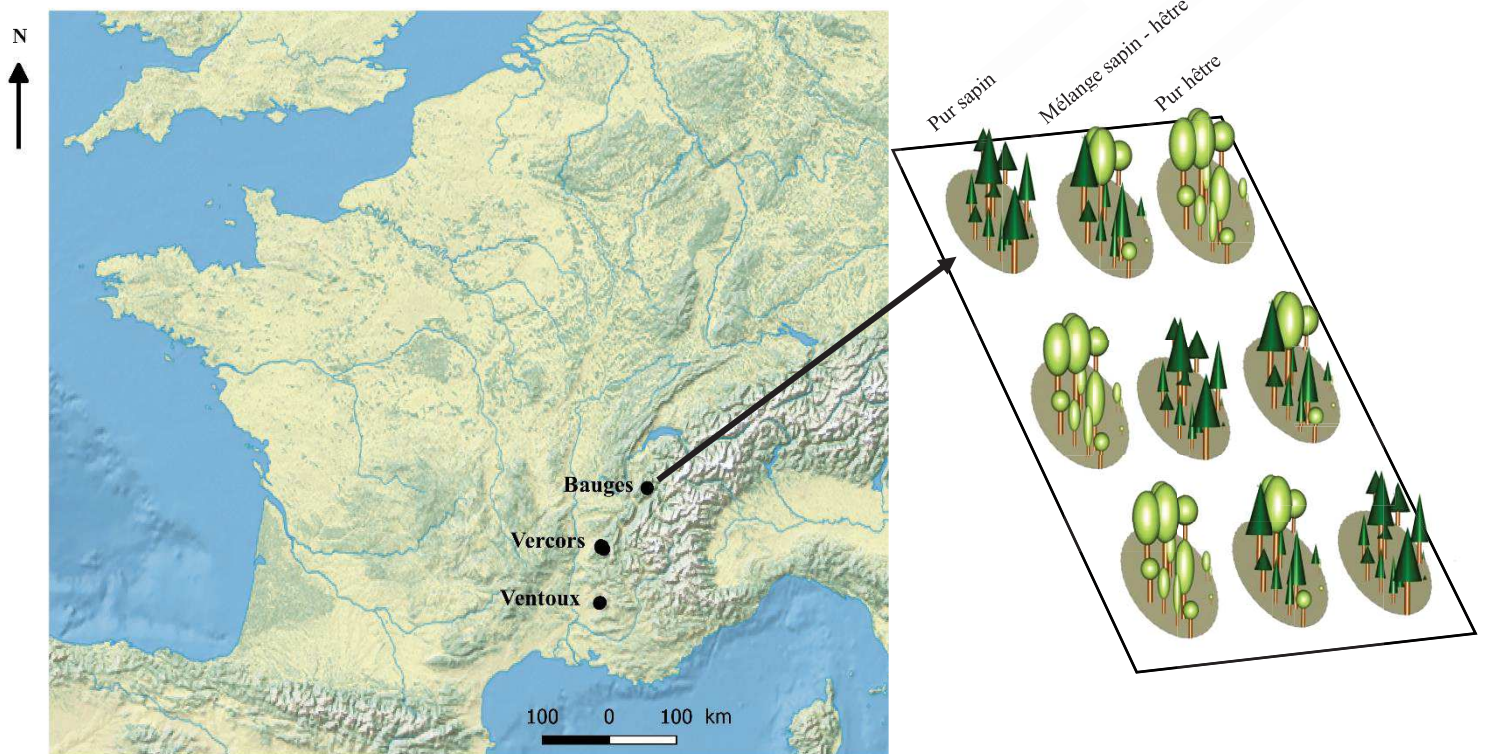 N
Pur sapin
Mélange sapin - hêtre
Pur hêtre
Bauges
Vercors
Ventoux
100 0 100 km